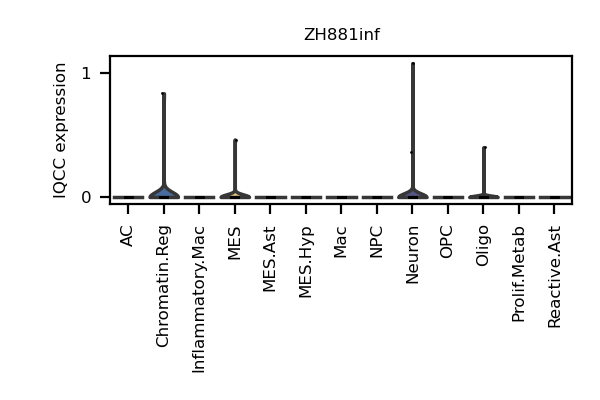 ZH881inf
IQCC expression
1
0
AC
Chromatin.Reg
Inflammatory.Mac
MES
MES.Ast
MES.Hyp
Mac
NPC
Neuron
OPC
Oligo
Prolif.Metab
Reactive.Ast